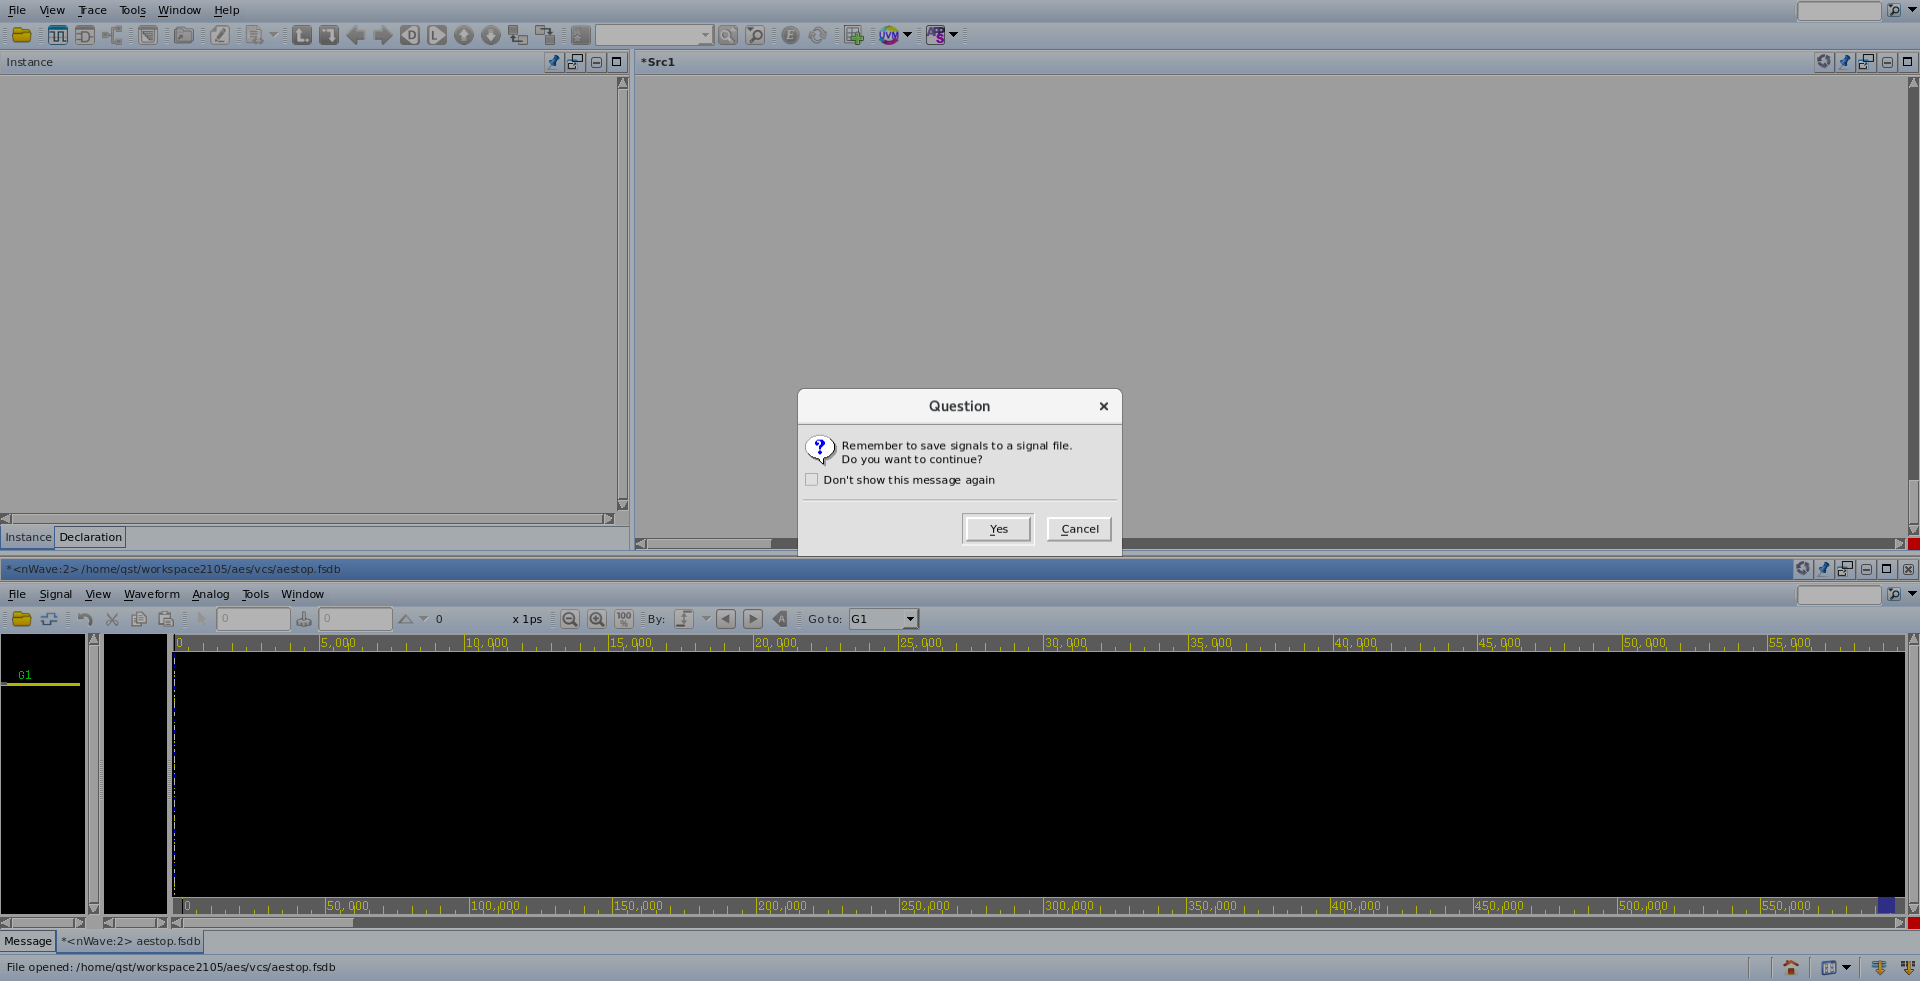 File View Trace Tools Window Help
Instance
*Src1
Question
Remember to save signals to a signal file.
Do you want to continue?
Don't show this message again
Yes Cancel
Instance Declaration
*<nWave:2> /home/qst/workspace2105/aes/vcs/aestop.fsdb
File Signal View Waveform Analog Tools Window
0 0 0 x 1ps 100 % By: Go to: G1
0 5,000 10,000 15,000 20,000 25,000 30,000 35,000 40,000 45,000 50,000 55,000
G1
0 50,000 100,000 150,000 200,000 250,000 300,000 350,000 400,000 450,000 500,000 550,000
Message *<nWave:2> aestop.fsdb
File opened: /home/qst/workspace2105/aes/vcs/aestop.fsdb